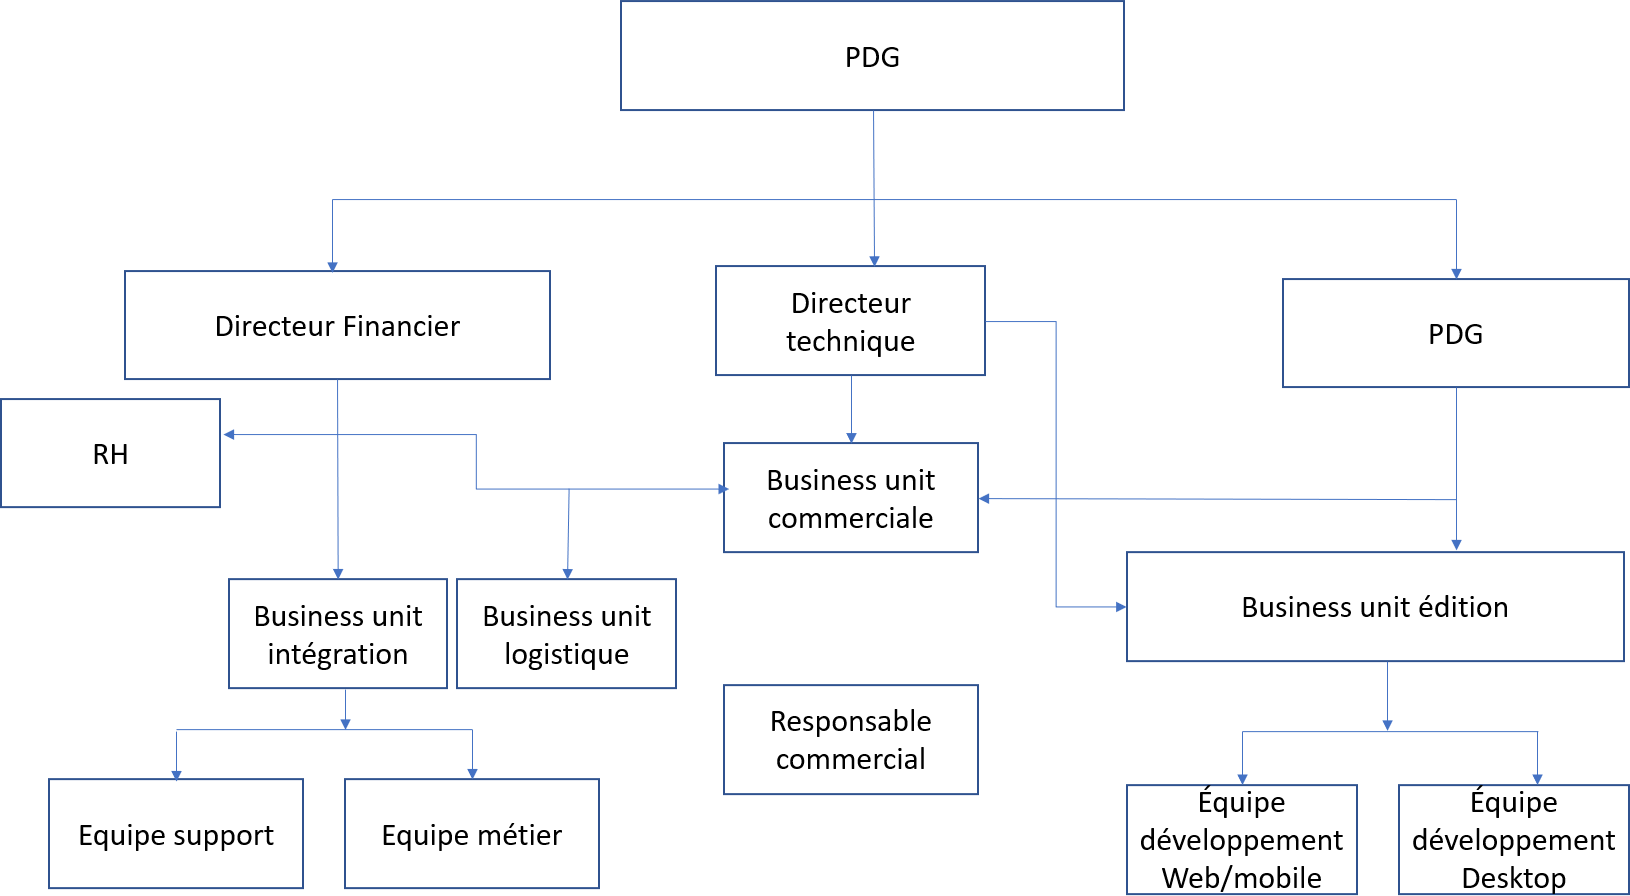 PDG
Directeur Financier
Directeur
technique
PDG
RH
Business unit
commerciale
Business unit
intégration
Business unit
logistique
Business unit édition
Responsable
commercial
Equipe support
Equipe métier
Équipe
développement
Web/mobile
Équipe
développement
Desktop